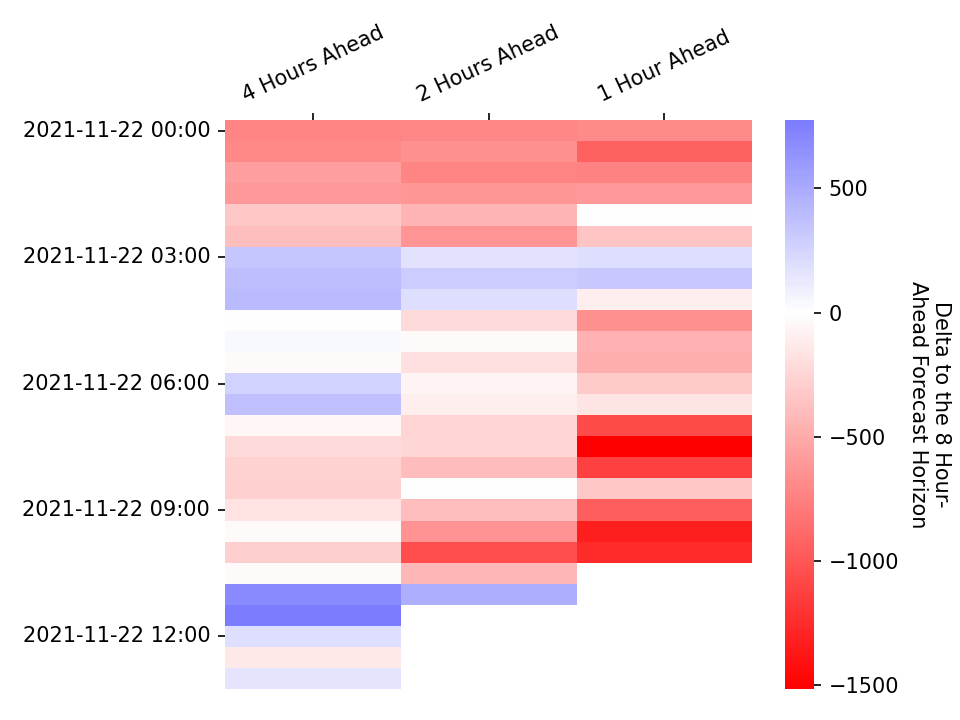 4 Hours Ahead
2 Hours Ahead
1 Hour Ahead
2021-11-22 00:00
2021-11-22 03:00
2021-11-22 06:00
2021-11-22 09:00
2021-11-22 12:00
500
0
−500
−1000
−1500
Delta to the 8 Hour-
Ahead Forecast Horizon